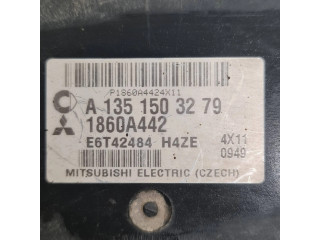 P1860A4424X11
A 135 150 32 79
1860A442
E6T42484 H4ZE 4X11
0949
MITSUBISHI ELECTRIC (CZECH)